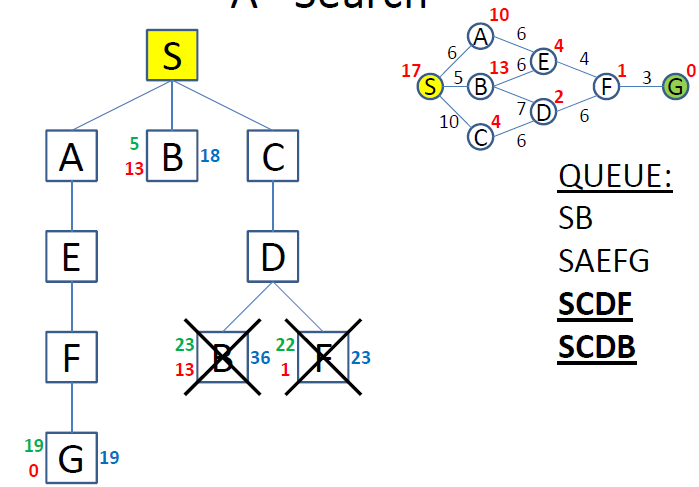 A* Search
S
A
5
13
B
18
C
E
D
23
13
B
36
22
1
F
23
F
19
0
G
19
10
A
6
6
E
4
4
17
S
5
13
B
6
F
1
3
G
0
7
D
2
6
10
C
4
6
QUEUE:
SB
SAEFG
SCDF
SCDB